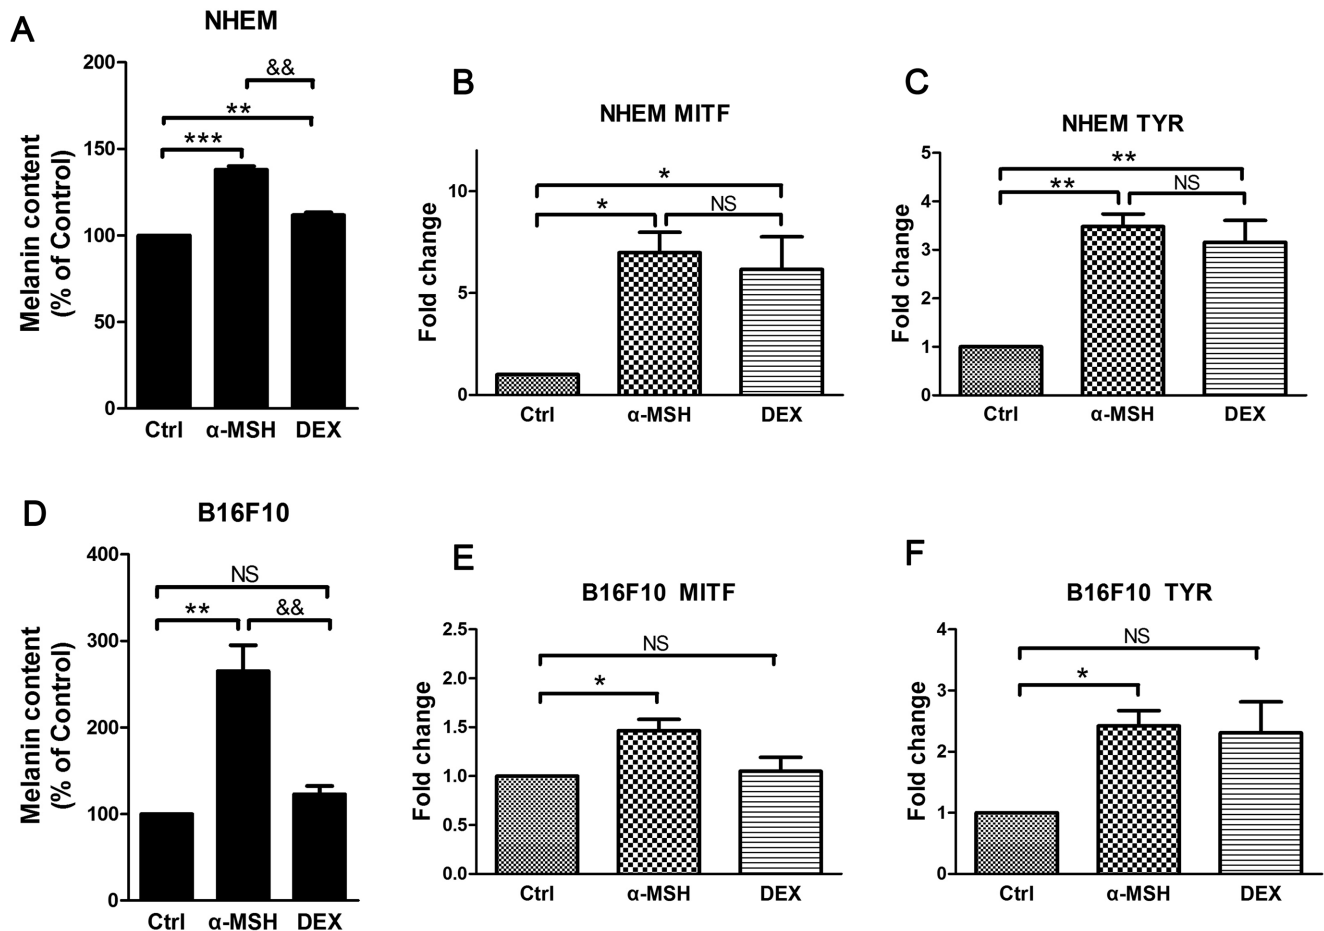 A
NHEM
Melanin content
(% of Control)
200
150
100
50
0
&&
**
***
Ctrl α-MSH DEX
B
NHEM MITF
Fold change
10
5
0
*
*
NS
Ctrl α-MSH DEX
C
NHEM TYR
Fold change
5
4
3
2
1
0
**
**
NS
Ctrl α-MSH DEX
D
B16F10
Melanin content
(% of Control)
400
300
200
100
0
NS
**
&&
Ctrl α-MSH DEX
E
B16F10 MITF
Fold change
2.5
2.0
1.5
1.0
0.5
0.0
NS
*
Ctrl α-MSH DEX
F
B16F10 TYR
Fold change
4
3
2
1
0
NS
*
Ctrl α-MSH DEX